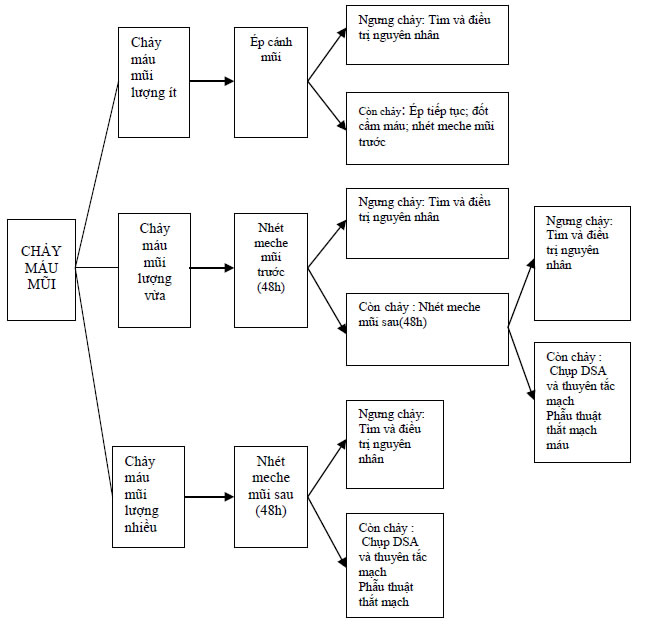 CHẢY
MÁU
MŨI
Chảy
máu
mũi
lượng ít
Ép cánh
mũi
Ngưng chảy: Tìm và điều
trị nguyên nhân
Còn chảy: Ép tiếp tục; đốt
cầm máu; nhét meche mũi
trước
Chảy
máu
mũi
lượng
vừa
Nhét
meche
mũi
trước
(48h)
Ngưng chảy: Tìm và điều
trị nguyên nhân
Còn chảy : Nhét meche
mũi sau(48h)
Ngưng chảy:
Tìm và điều
trị nguyên
nhân
Còn chảy :
Chụp DSA
và thuyên tắc
mạch
Phẫu thuật
thắt mạch
máu
Chảy
máu
mũi
lượng
nhiều
Nhét
meche
mũi sau
(48h)
Ngưng chảy:
Tìm và điều
trị nguyên
nhân
Còn chảy :
Chụp DSA
và thuyên tắc
mạch
Phẫu thuật
thắt mạch